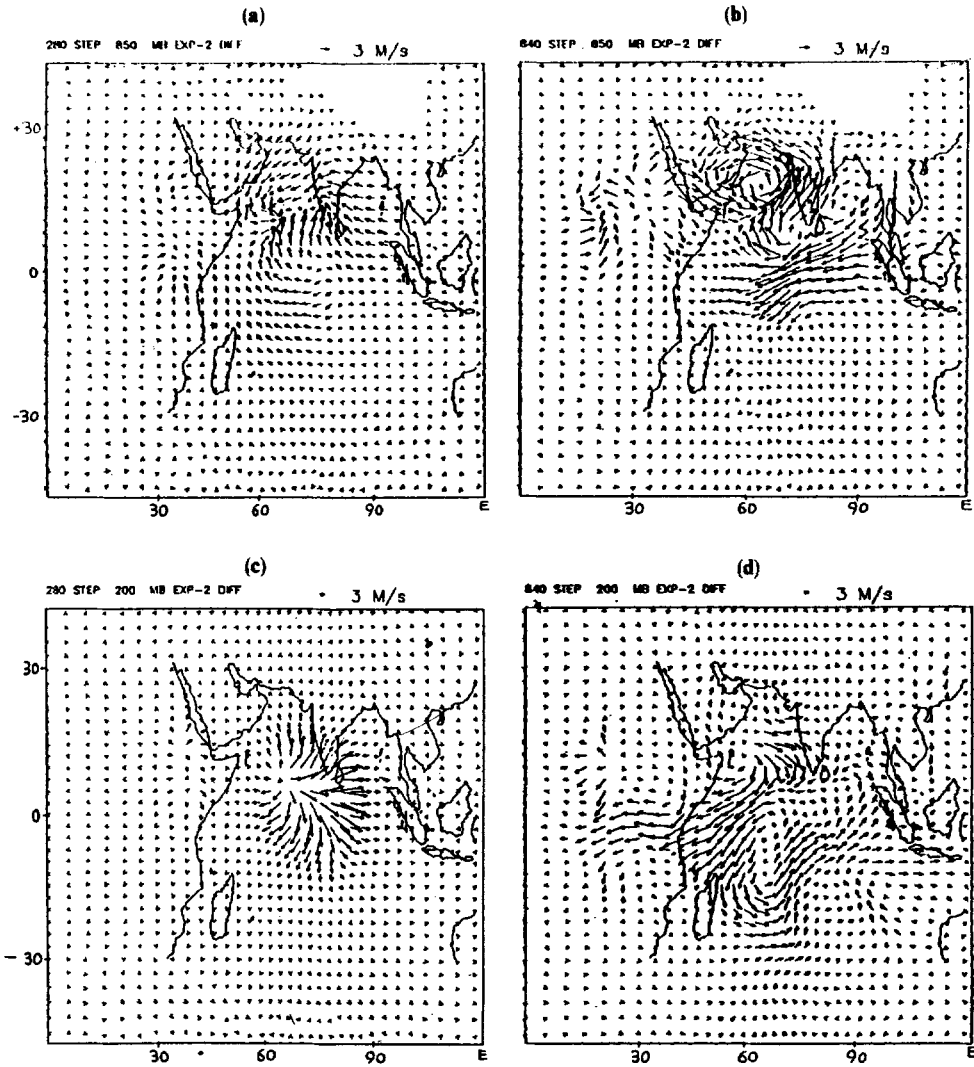 (a)
280 STEP 850 MB EXP-2 DIFF → 3 M/s
+30
0
-30
30 60 90 E
(b)
840 STEP . 850 MB EXP-2 DIFF → 3 M/s
30 60 90 E
(c)
280 STEP 200 MB EXP-2 DIFF 3 M/s
30
0
— 30
30 60 90 E
(d)
840 STEP 200 MB EXP-2 DIFF 3 M/s
30 60 90 E